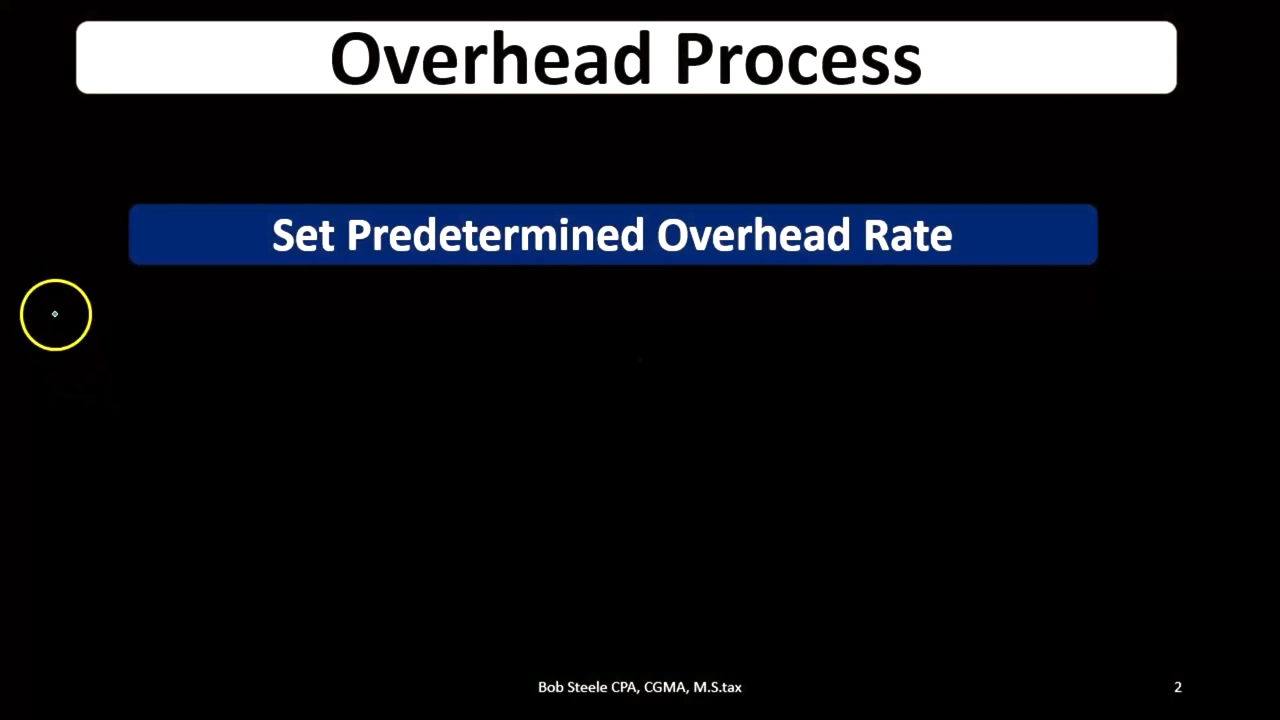 Overhead Process
Set Predetermined Overhead Rate
Bob Steele CPA, CGMA, M.S.tax
2